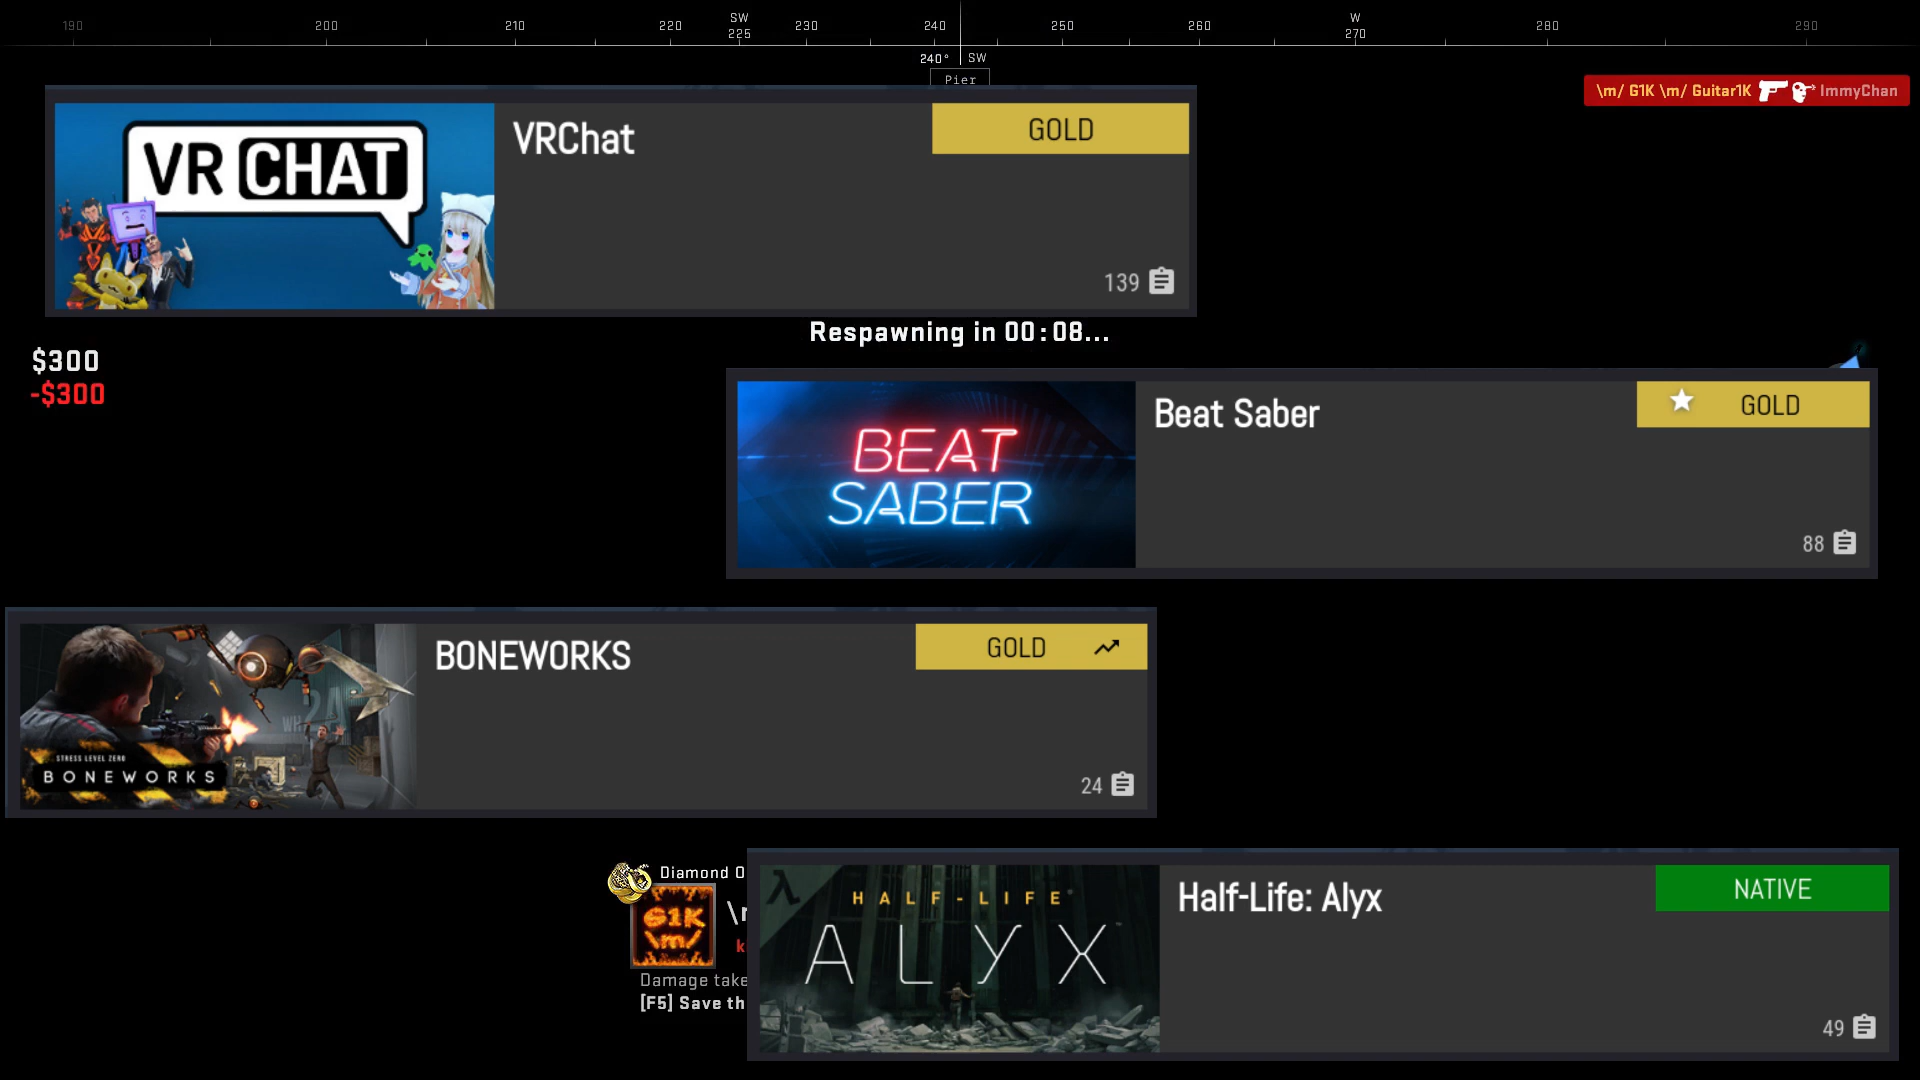 190 200 210 220 SW 225 230 240 250 260 W 270 280 290
240° SW
Pier
\m/ G1K \m/ Guitar1K ImmyChan
VR CHAT
VRChat
GOLD
139
Respawning in 00:08...
$300
-$300
BEAT
SABER
Beat Saber
GOLD
88
STRESS LEVEL ZERO
BONEWORKS
BONEWORKS
GOLD
24
Diamond O
G1K
\m/
Damage take
[F5] Save th
HALF-LIFE
ALYX
Half-Life: Alyx
NATIVE
49